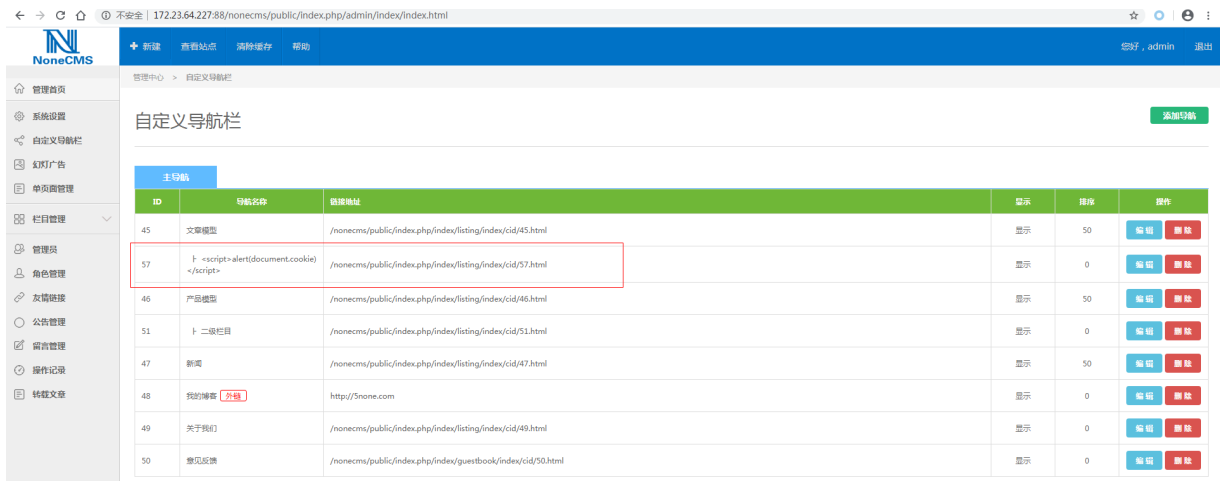 不安全 | 172.23.64.227:88/nonecms/public/index.php/admin/index/index.html
NoneCMS
新建 查看站点 清除缓存 帮助 您好，admin 退出
管理中心 > 自定义导航栏
管理首页
系统设置
自定义导航栏
幻灯广告
单页面管理
栏目管理
管理员
角色管理
友情链接
公告管理
留言管理
操作记录
转载文章
自定义导航栏 添加导航
主导航
ID 导航名称 链接地址 显示 排序 操作
45 文章模型 /nonecms/public/index.php/index/listing/index/cid/45.html 显示 50 编辑 删除
57 ├ <script>alert(document.cookie) /nonecms/public/index.php/index/listing/index/cid/57.html 显示 0 编辑 删除
</script>
46 产品模型 /nonecms/public/index.php/index/listing/index/cid/46.html 显示 50 编辑 删除
51 ├ 二级栏目 /nonecms/public/index.php/index/listing/index/cid/51.html 显示 0 编辑 删除
47 新闻 /nonecms/public/index.php/index/listing/index/cid/47.html 显示 50 编辑 删除
48 我的博客 外链 http://5none.com 显示 0 编辑 删除
49 关于我们 /nonecms/public/index.php/index/listing/index/cid/49.html 显示 0 编辑 删除
50 意见反馈 /nonecms/public/index.php/index/guestbook/index/cid/50.html 显示 0 编辑 删除